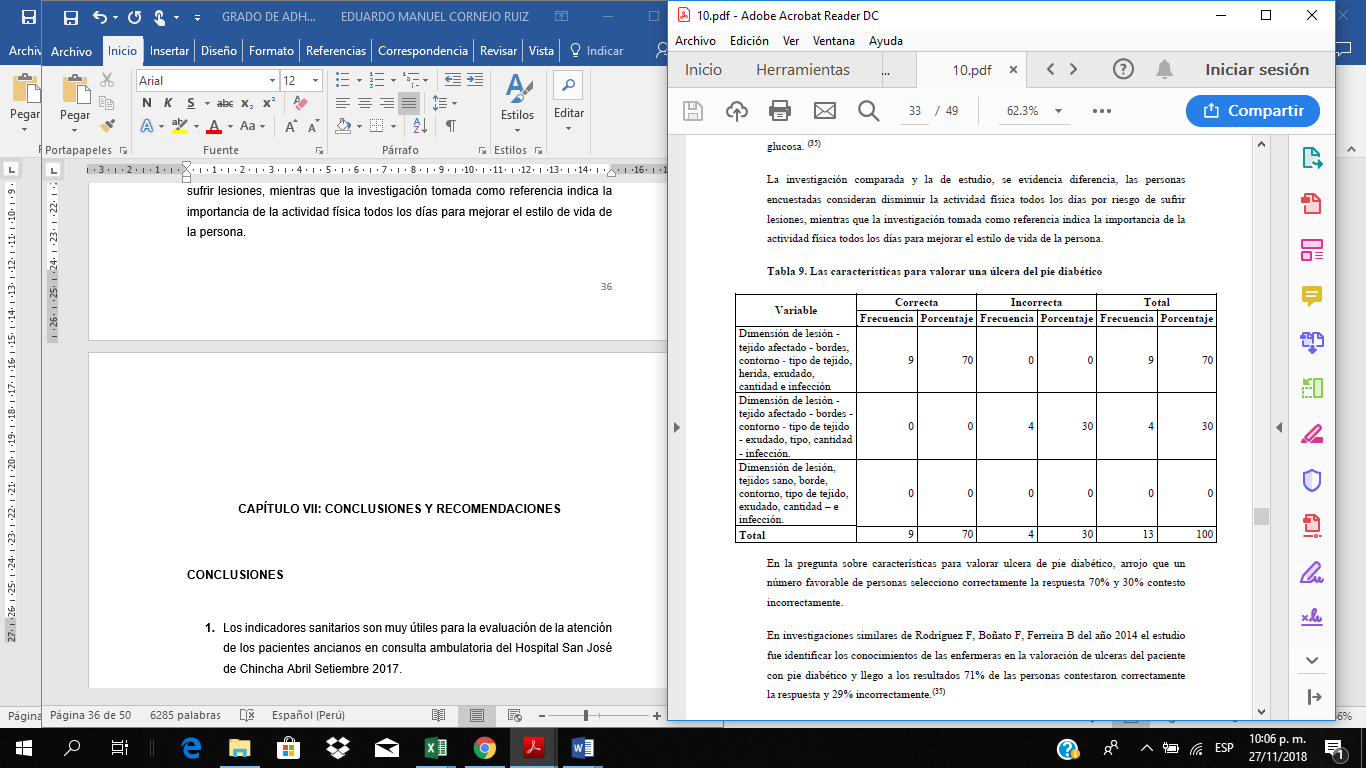 GRADO DE ADH...
EDUARDO MANUEL CORNEJO RUIZ
Archiv
Archivo
Inicio
Insertar
Diseño
Formato
Referencias
Correspondencia
Revisar
Vista
Indicar
Pegar
Pegar
Arial
12
N K S abc x₂ x²
Aa
Estilos
Editar
Portapapeles
Fuente
Párrafo
Estilos
sufrir lesiones, mientras que la investigación tomada como referencia indica la
importancia de la actividad física todos los días para mejorar el estilo de vida de
la persona.
36
CAPÍTULO VII: CONCLUSIONES Y RECOMENDACIONES
CONCLUSIONES
1. Los indicadores sanitarios son muy útiles para la evaluación de la atención
de los pacientes ancianos en consulta ambulatoria del Hospital San José
de Chincha Abril Setiembre 2017.
Página
Página 36 de 50
6285 palabras
Español (Perú)
10.pdf - Adobe Acrobat Reader DC
Archivo Edición Ver Ventana Ayuda
Inicio
Herramientas
...
10.pdf
Iniciar sesión
33 / 49
62.3%
Compartir
glucosa. (35)
La investigación comparada y la de estudio, se evidencia diferencia, las personas
encuestadas consideran disminuir la actividad física todos los días por riesgo de sufrir
lesiones, mientras que la investigación tomada como referencia indica la importancia de la
actividad física todos los días para mejorar el estilo de vida de la persona.
Tabla 9. Las características para valorar una úlcera del pie diabético
Variable
Correcta Incorrecta Total
Frecuencia Porcentaje Frecuencia Porcentaje Frecuencia Porcentaje
Dimensión de lesión -
tejido afectado - bordes,
contorno - tipo de tejido,
herida, exudado,
cantidad e infección
9 70 0 0 9 70
Dimensión de lesión -
tejido afectado - bordes -
contorno - tipo de tejido
- exudado, tipo, cantidad
- infección.
0 0 4 30 4 30
Dimensión de lesión,
tejidos sano, borde,
contorno, tipo de tejido,
exudado, cantidad – e
infección.
0 0 0 0 0 0
Total 9 70 4 30 13 100
En la pregunta sobre características para valorar ulcera de pie diabético, arrojo que un
número favorable de personas selecciono correctamente la respuesta 70% y 30% contesto
incorrectamente.
En investigaciones similares de Rodríguez F, Boñato F, Ferreira B del año 2014 el estudio
fue identificar los conocimientos de las enfermeras en la valoración de ulceras del paciente
con pie diabético y llego a los resultados 71% de las personas contestaron correctamente
la respuesta y 29% incorrectamente.(35)
6%
ESP
10:06 p. m.
27/11/2018
1